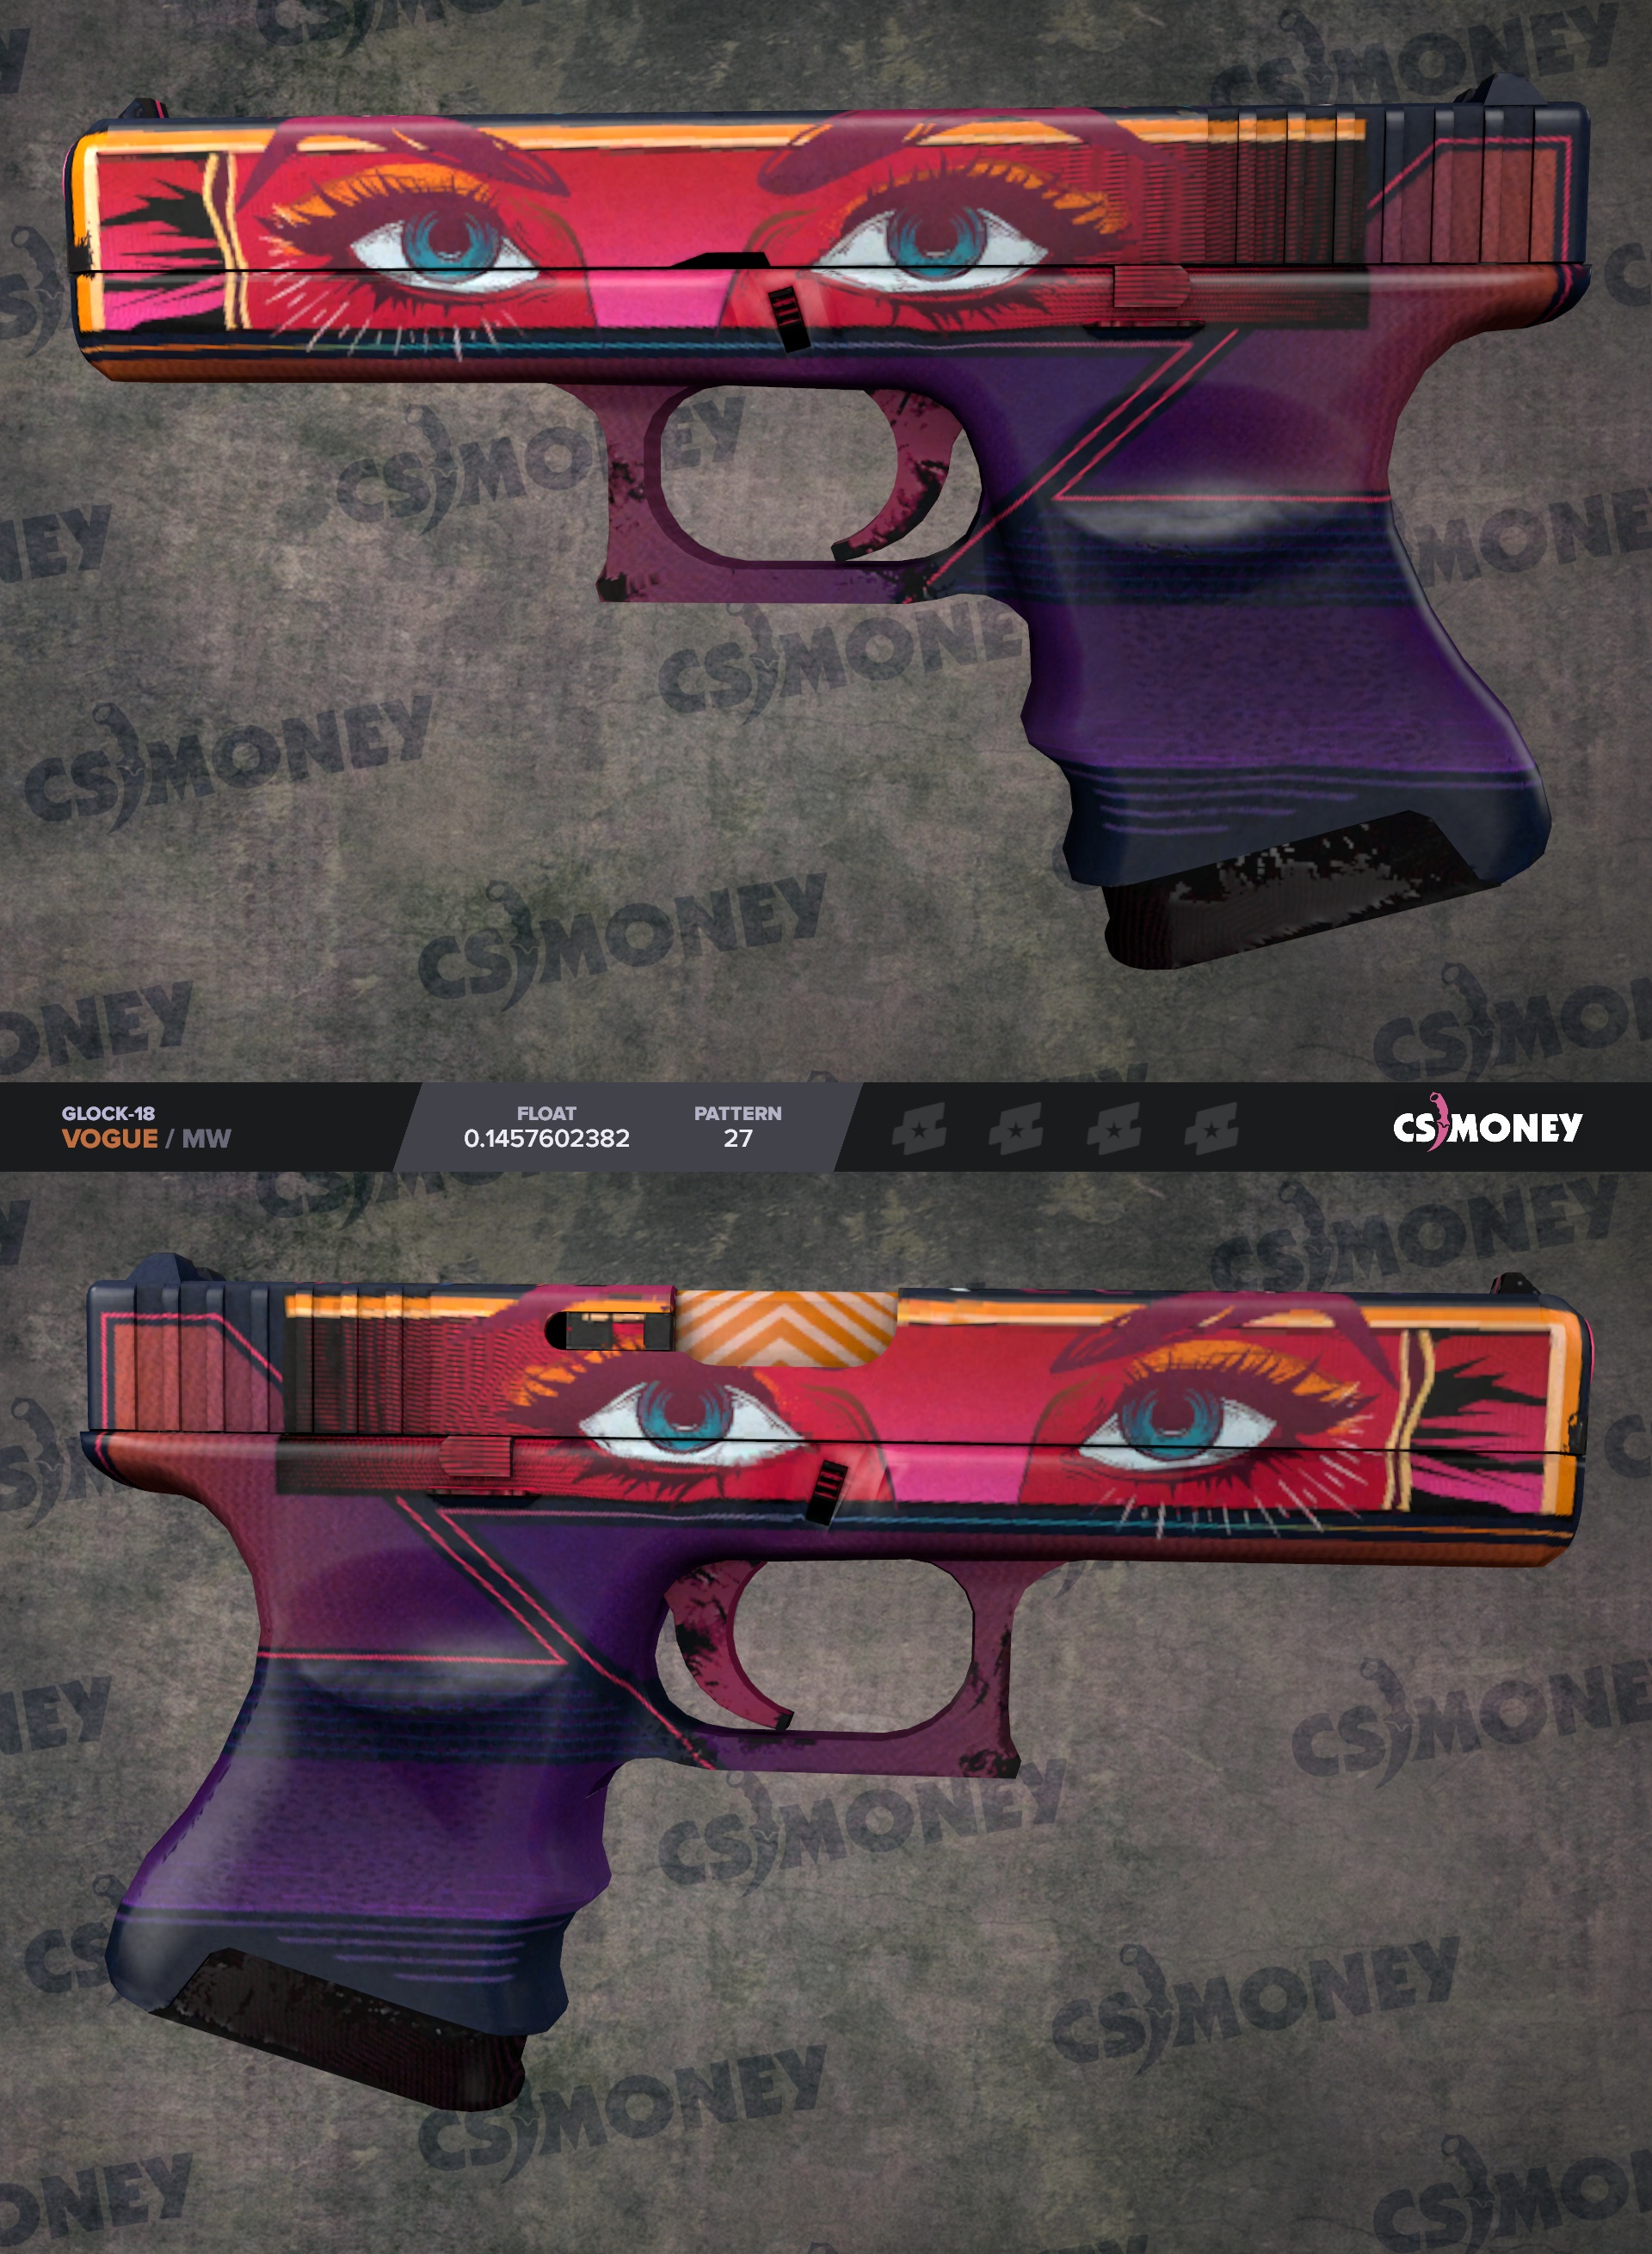 GLOCK-18
VOGUE / MW
FLOAT
0.1457602382
PATTERN
27
CS MONEY